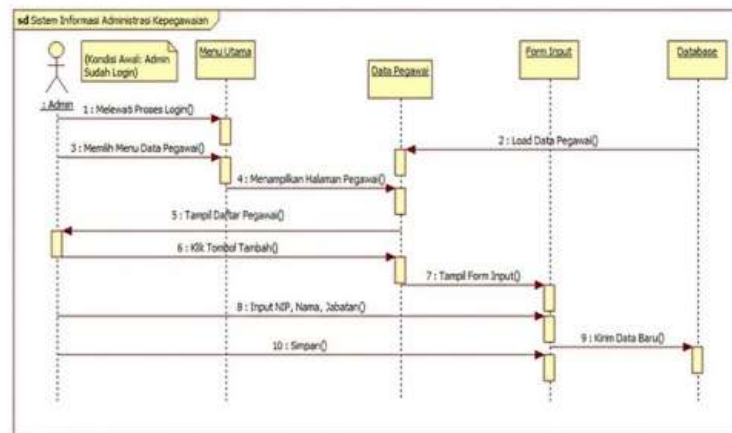 sd Sistem Informasi Administrasi Kepegawaian
(Kondisi Awal: Admin
Sudah Login)
Menu Utama
Data Pegawai
Form Input
Database
: Admin
1 : Melewati Proses Login()
2 : Load Data Pegawai()
3 : Memilih Menu Data Pegawai()
4 : Menampilkan Halaman Pegawai()
5 : Tampil Daftar Pegawai()
6 : Klik Tombol Tambah()
7 : Tampil Form Input()
8 : Input NIP, Nama, Jabatan()
9 : Kirim Data Baru()
10 : Simpan()